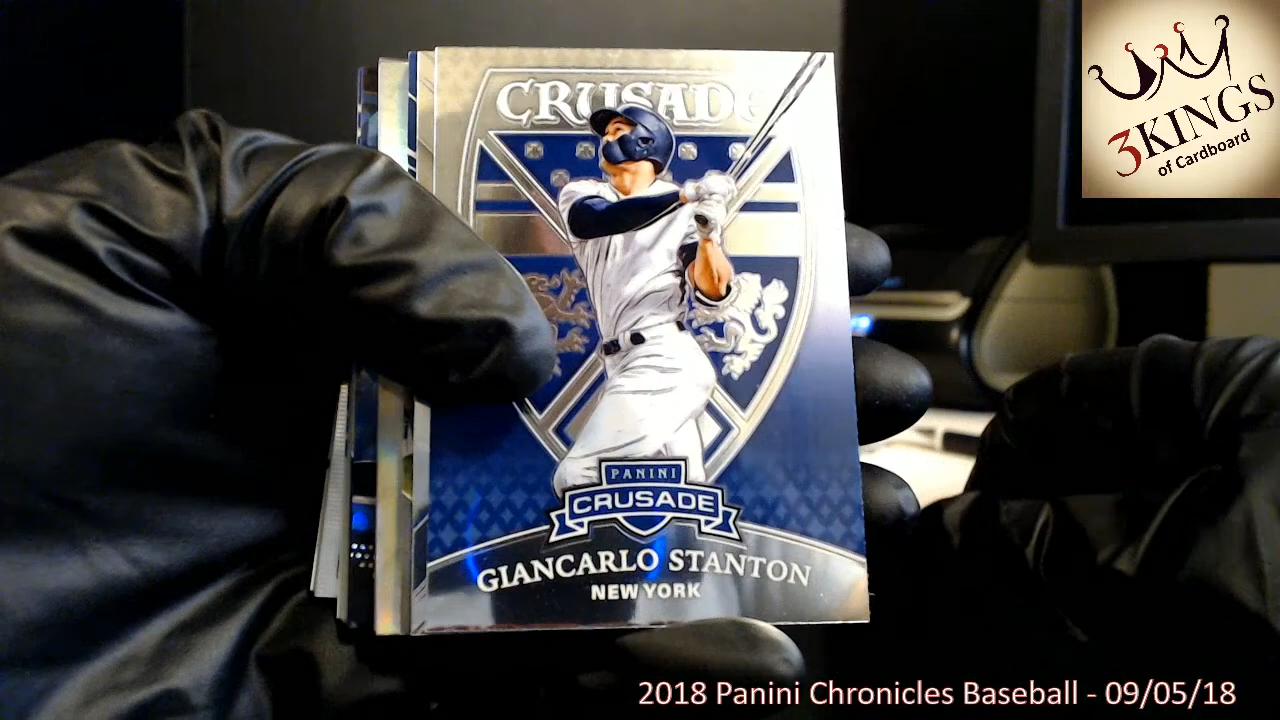 CRUSADE
PANINI
CRUSADE
GIANCARLO STANTON
NEW YORK
3KINGS
of Cardboard
2018 Panini Chronicles Baseball - 09/05/18